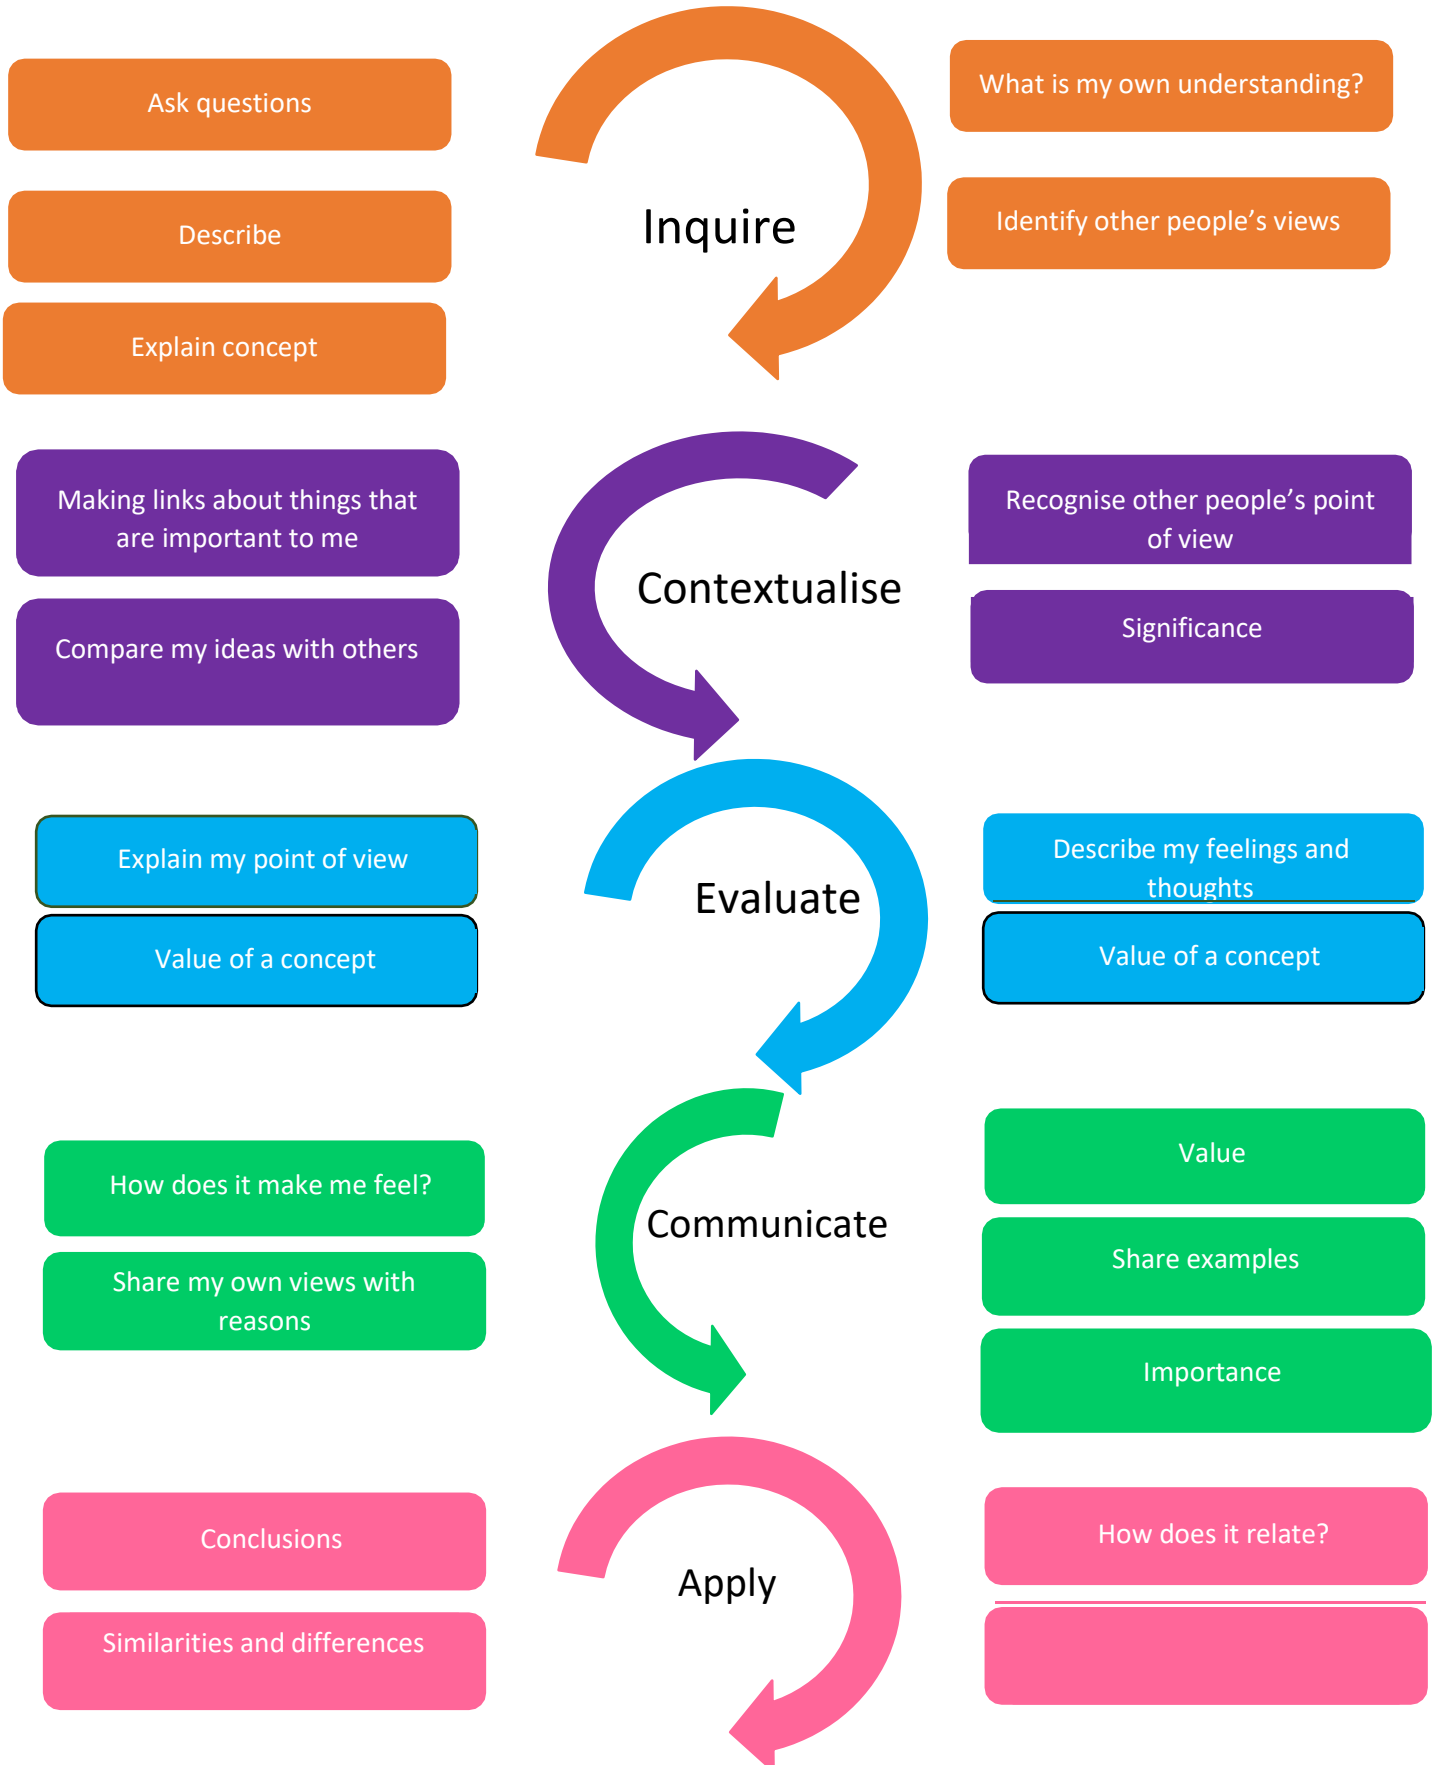 Ask questions
Describe
Explain concept
Inquire
What is my own understanding?
Identify other people’s views
Making links about things that
are important to me
Compare my ideas with others
Contextualise
Recognise other people’s point
of view
Significance
Explain my point of view
Value of a concept
Evaluate
Describe my feelings and
thoughts
Value of a concept
How does it make me feel?
Share my own views with
reasons
Communicate
Value
Share examples
Importance
Conclusions
Similarities and differences
Apply
How does it relate?